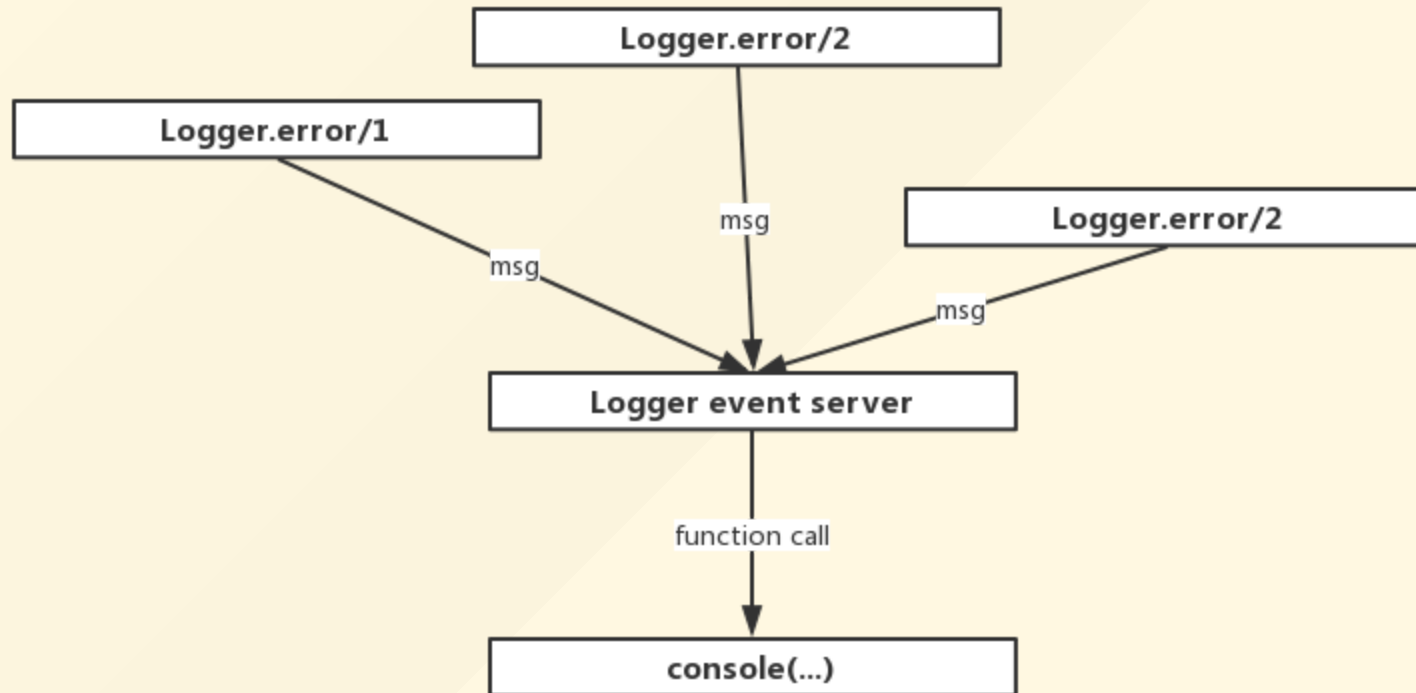 Logger.error/2
Logger.error/1
msg
Logger.error/2
msg
msg
Logger event server
function call
console(...)